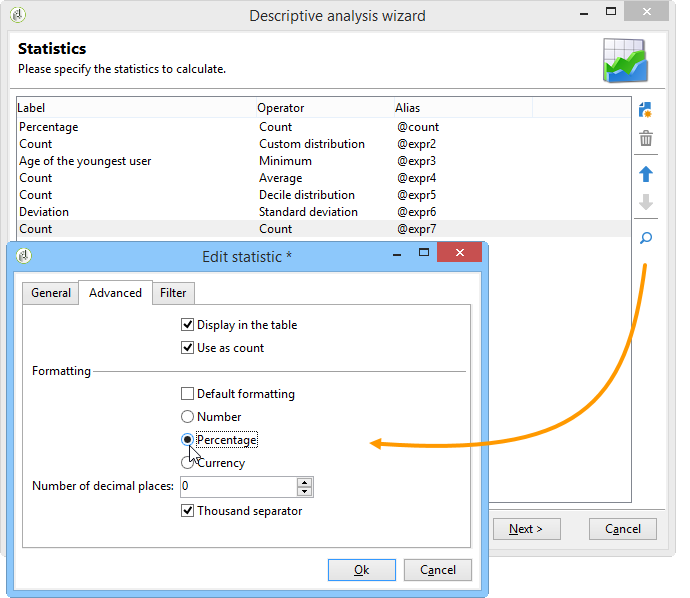 Descriptive analysis wizard
Statistics
Please specify the statistics to calculate.
Label Operator Alias
Percentage Count @count
Count Custom distribution @expr2
Age of the youngest user Minimum @expr3
Count Average @expr4
Count Decile distribution @expr5
Deviation Standard deviation @expr6
Count Count @expr7
Edit statistic *
General Advanced Filter
Display in the table
Use as count
Formatting
Default formatting
Number
Percentage
Currency
Number of decimal places: 0
Thousand separator
Next > Cancel
Ok Cancel